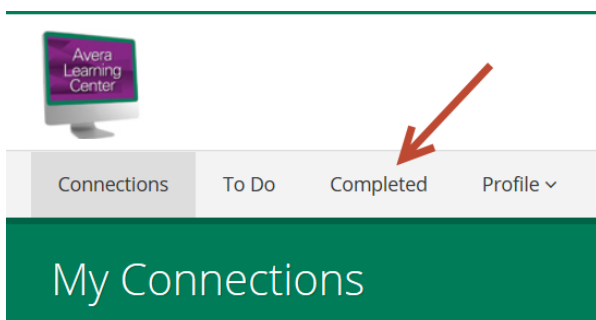 Avera
Learning
Center
Connections To Do Completed Profile
My Connections